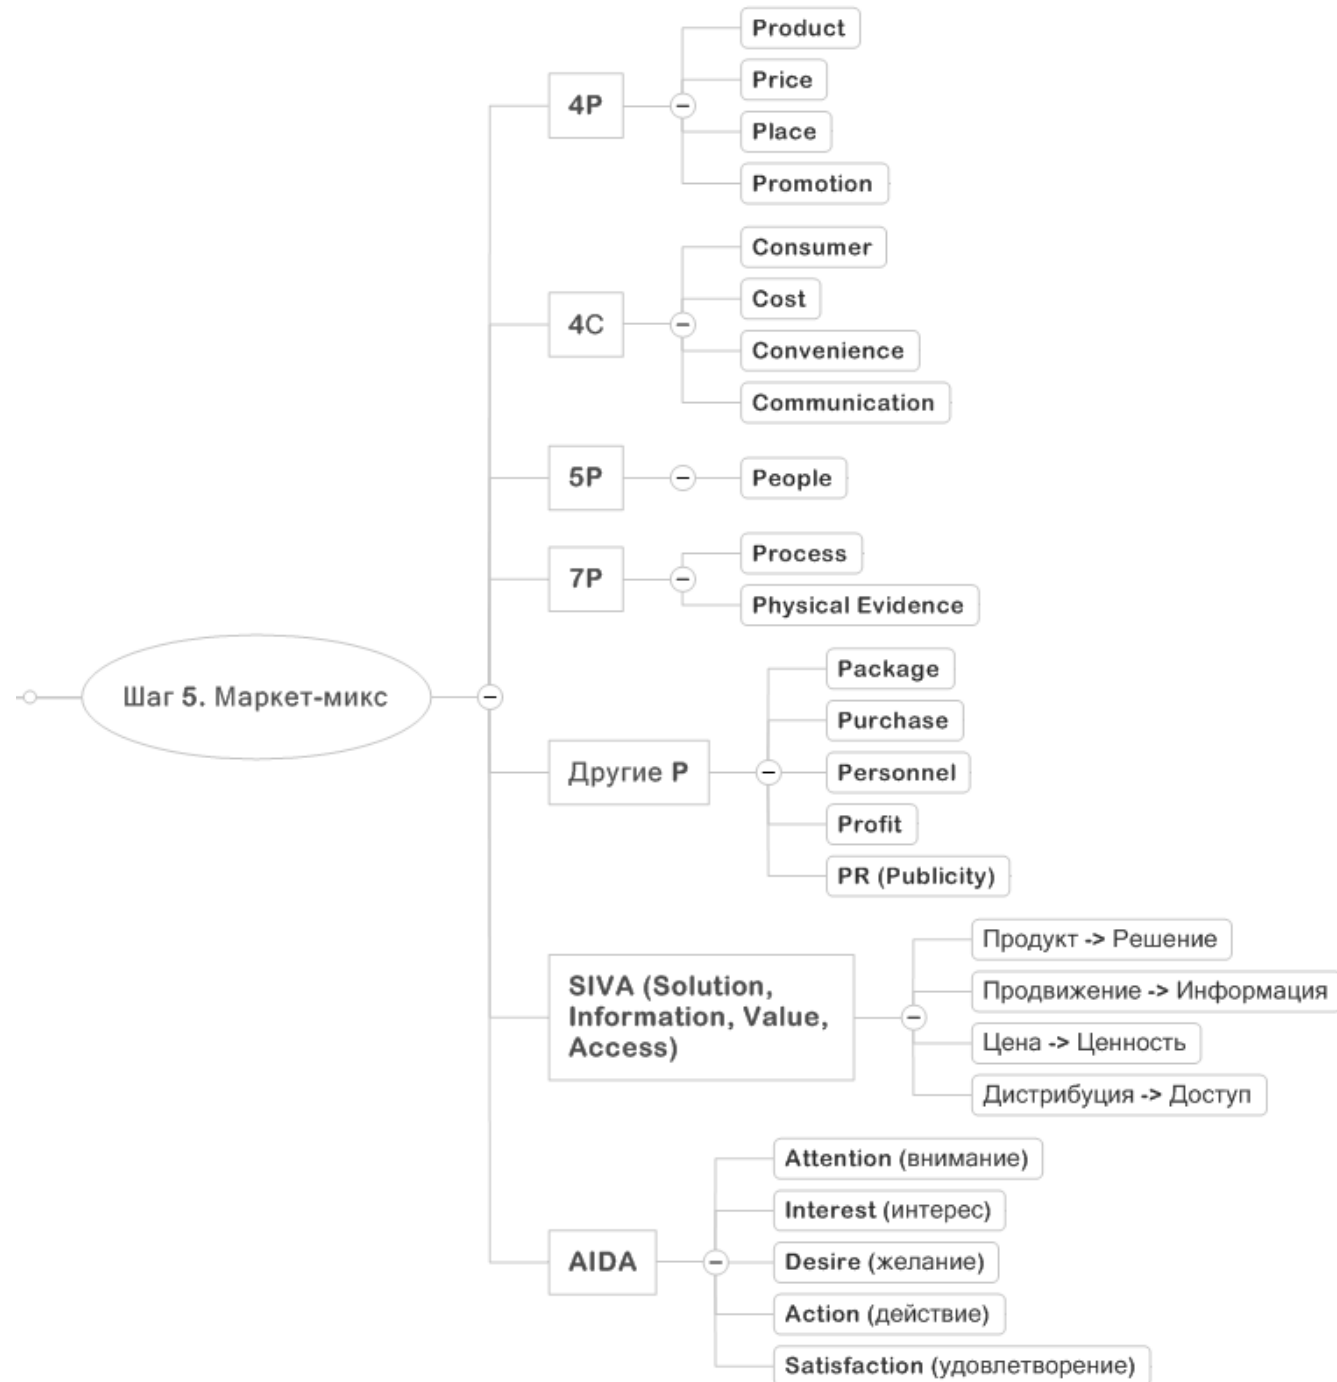 Product
4P
Price
Place
Promotion
Consumer
4C
Cost
Convenience
Communication
5P
People
7P
Process
Physical Evidence
Шаг 5. Маркет-микс
Другие P
Package
Purchase
Personnel
Profit
PR (Publicity)
SIVA (Solution,
Information, Value,
Access)
Продукт -> Решение
Продвижение -> Информация
Цена -> Ценность
Дистрибуция -> Доступ
AIDA
Attention (внимание)
Interest (интерес)
Desire (желание)
Action (действие)
Satisfaction (удовлетворение)